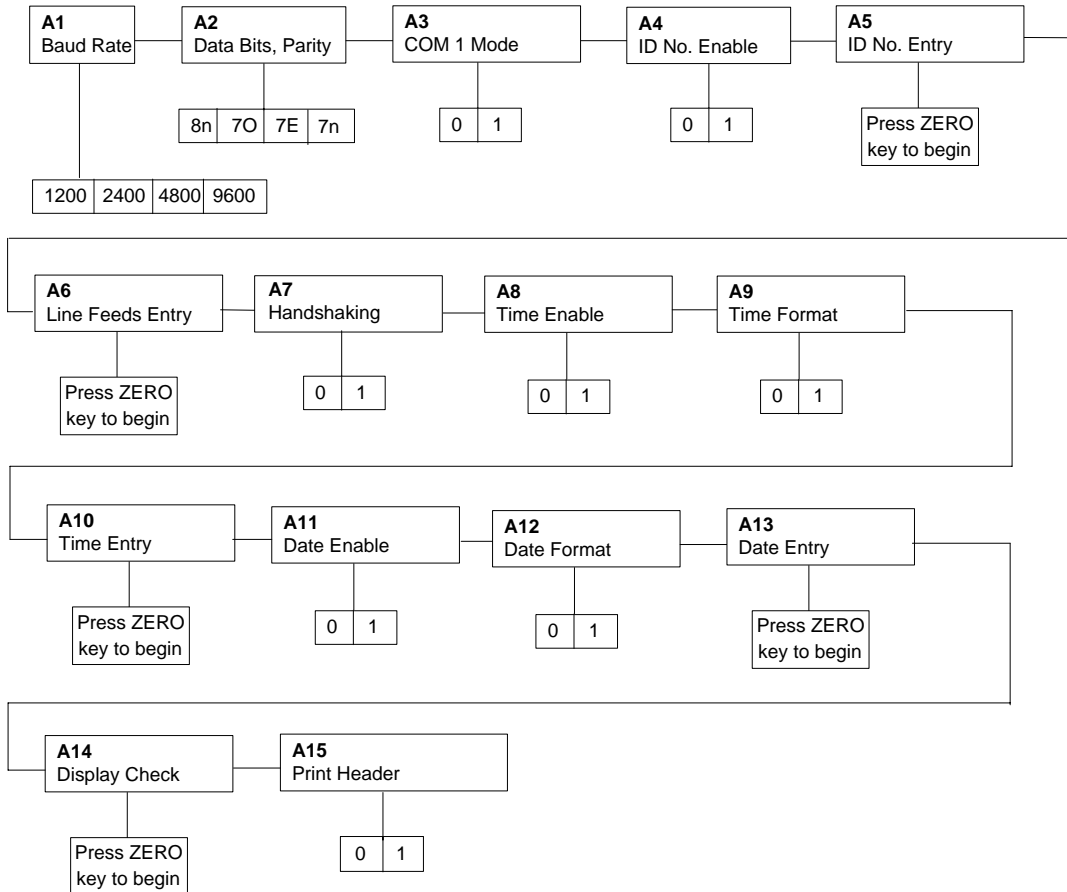 A1
Baud Rate
A2
Data Bits, Parity
A3
COM 1 Mode
A4
ID No. Enable
A5
ID No. Entry
8n 7O 7E 7n
0 1
0 1
Press ZERO
key to begin
1200 2400 4800 9600
A6
Line Feeds Entry
A7
Handshaking
A8
Time Enable
A9
Time Format
Press ZERO
key to begin
0 1
0 1
0 1
A10
Time Entry
A11
Date Enable
A12
Date Format
A13
Date Entry
Press ZERO
key to begin
0 1
0 1
Press ZERO
key to begin
A14
Display Check
A15
Print Header
Press ZERO
key to begin
0 1